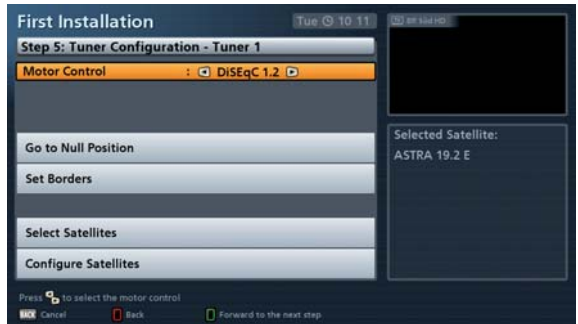 First Installation
Tue 10 11
Step 5: Tuner Configuration - Tuner 1
Motor Control : DiSEqC 1.2
Go to Null Position
Set Borders
Select Satellites
Configure Satellites
Selected Satellite:
ASTRA 19.2 E
Press to select the motor control
BACK Cancel Back Forward to the next step